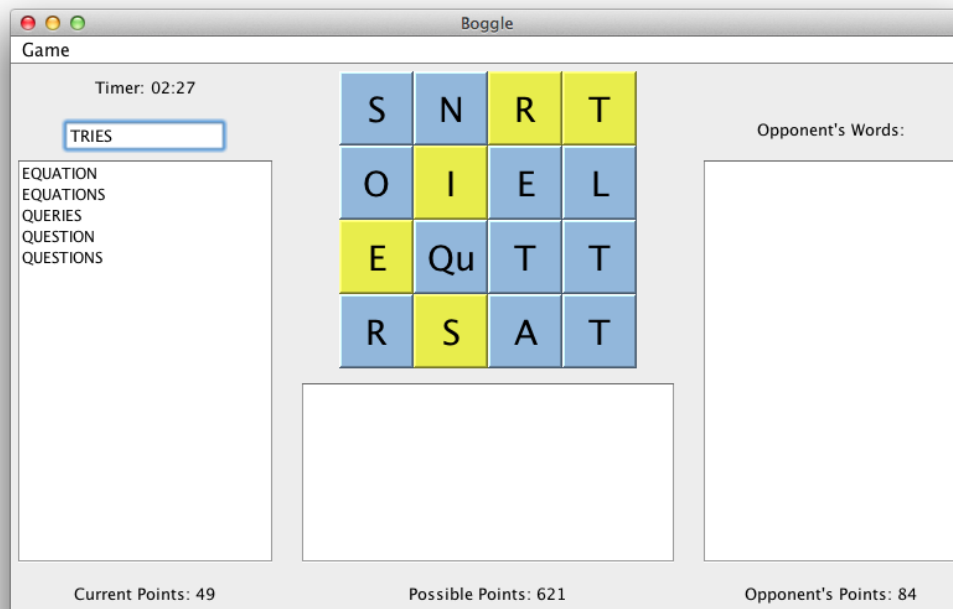 Boggle
Game
Timer: 02:27
TRIES
EQUATION
EQUATIONS
QUERIES
QUESTION
QUESTIONS
Current Points: 49
S N R T
O I E L
E Qu T T
R S A T
Possible Points: 621
Opponent's Words:
Opponent's Points: 84